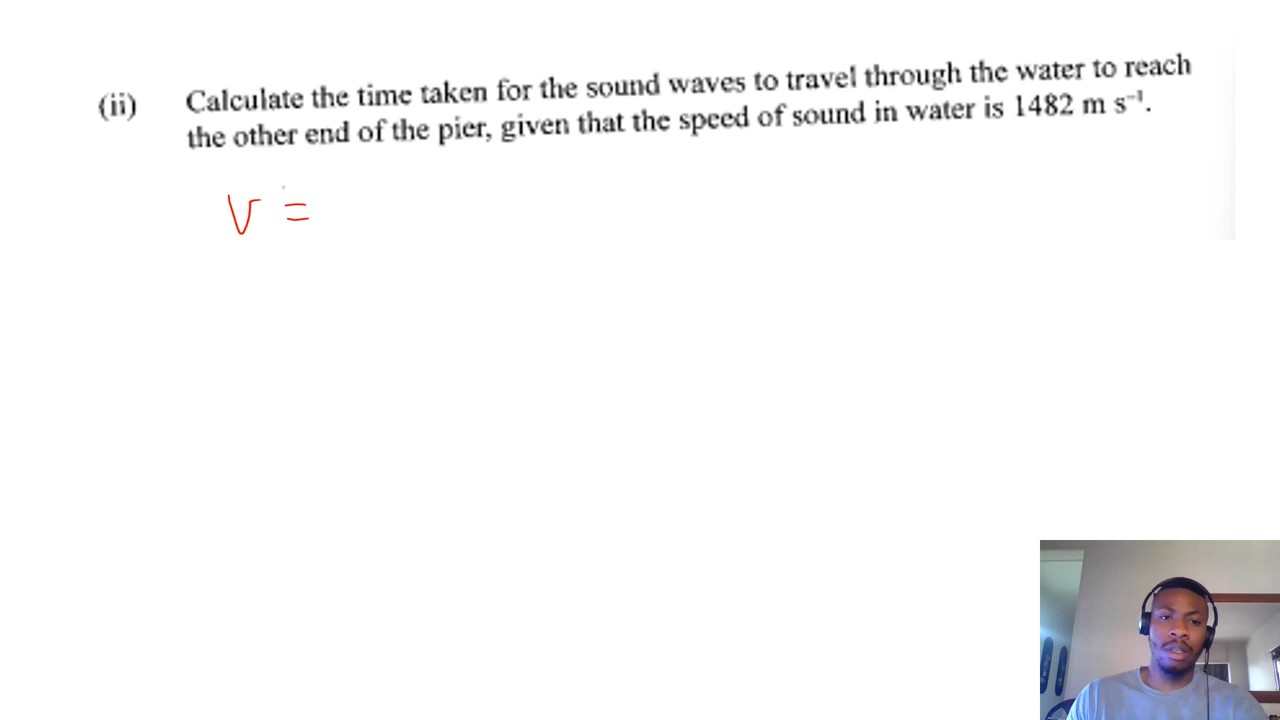 (ii) Calculate the time taken for the sound waves to travel through the water to reach
the other end of the pier, given that the speed of sound in water is 1482 m s⁻¹.
V =